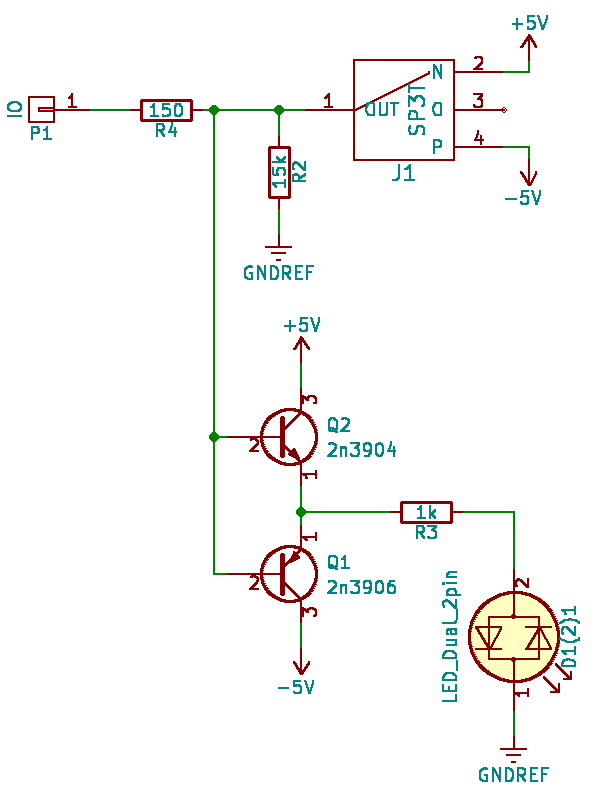 +5V
IO
1
P1
150
R4
1
OUT
SP3T
N
2
D
3
P
4
J1
-5V
15k
R2
GNDREF
+5V
3
2
Q2
2n3904
1
1
2
Q1
2n3906
3
-5V
1k
R3
LED_Dual_2pin
2
D1(2)1
1
GNDREF